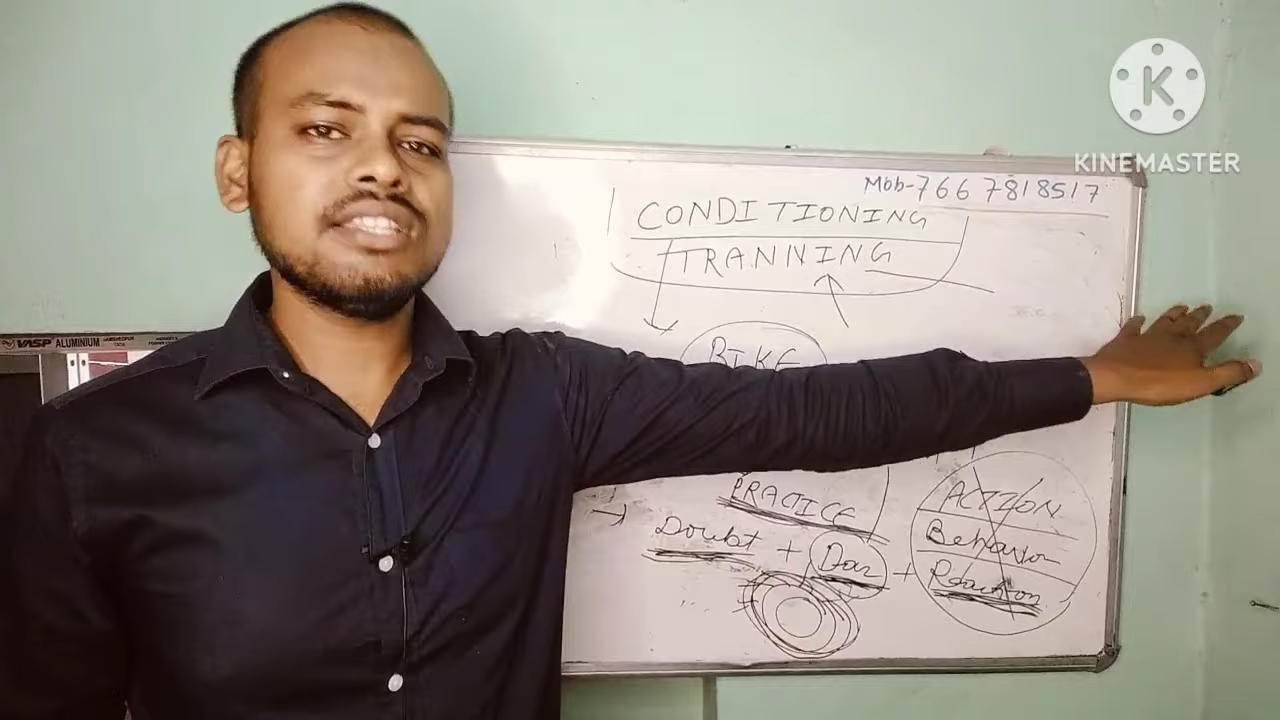 KINEMASTER
Mob-7667818517
CONDITIONING
TRANNING
BIKE
VASP ALUMINIUM
PRACTICE
ACTION
Doubt + Dar +
Behavior
Reaction